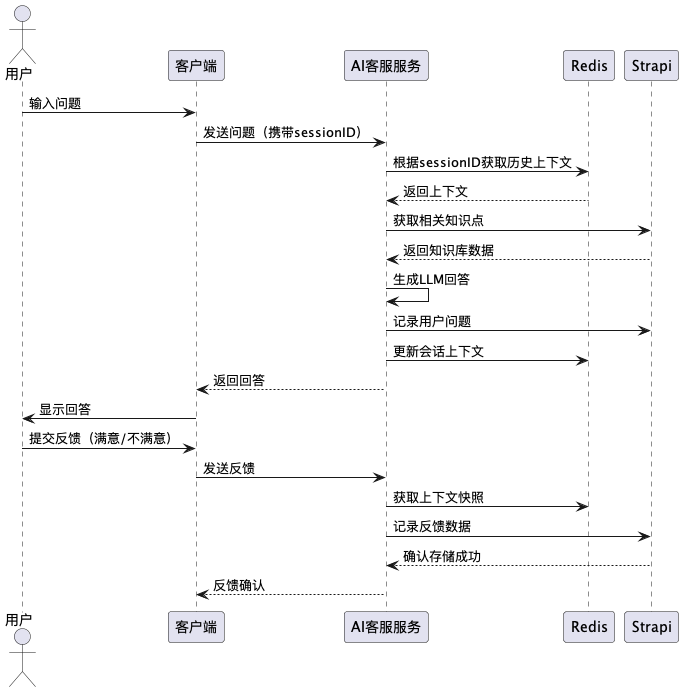 用户
客户端
AI客服服务
Redis
Strapi
输入问题
发送问题（携带sessionID）
根据sessionID获取历史上下文
返回上下文
获取相关知识点
返回知识库数据
生成LLM回答
记录用户问题
更新会话上下文
返回回答
显示回答
提交反馈（满意/不满意）
发送反馈
获取上下文快照
记录反馈数据
确认存储成功
反馈确认
用户
客户端
AI客服服务
Redis
Strapi